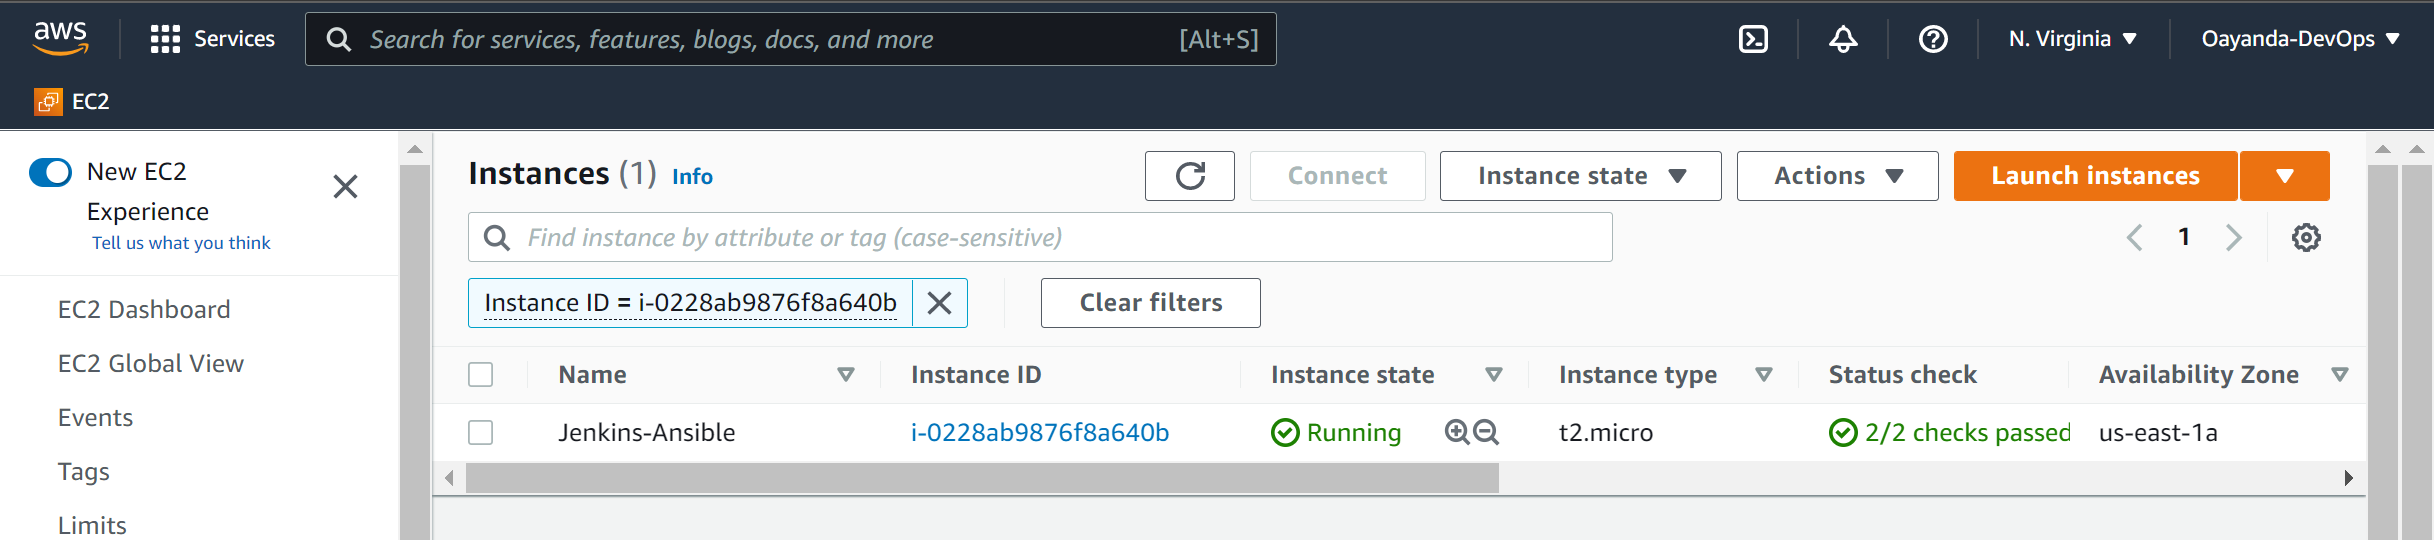 aws Services Search for services, features, blogs, docs, and more [Alt+S] N. Virginia Oayanda-DevOps
EC2
New EC2
Experience
Tell us what you think
EC2 Dashboard
EC2 Global View
Events
Tags
Limits
Instances (1) Info Connect Instance state Actions Launch instances
Find instance by attribute or tag (case-sensitive) 1
Instance ID = i-0228ab9876f8a640b Clear filters
Name Instance ID Instance state Instance type Status check Availability Zone
Jenkins-Ansible i-0228ab9876f8a640b Running t2.micro 2/2 checks passed us-east-1a